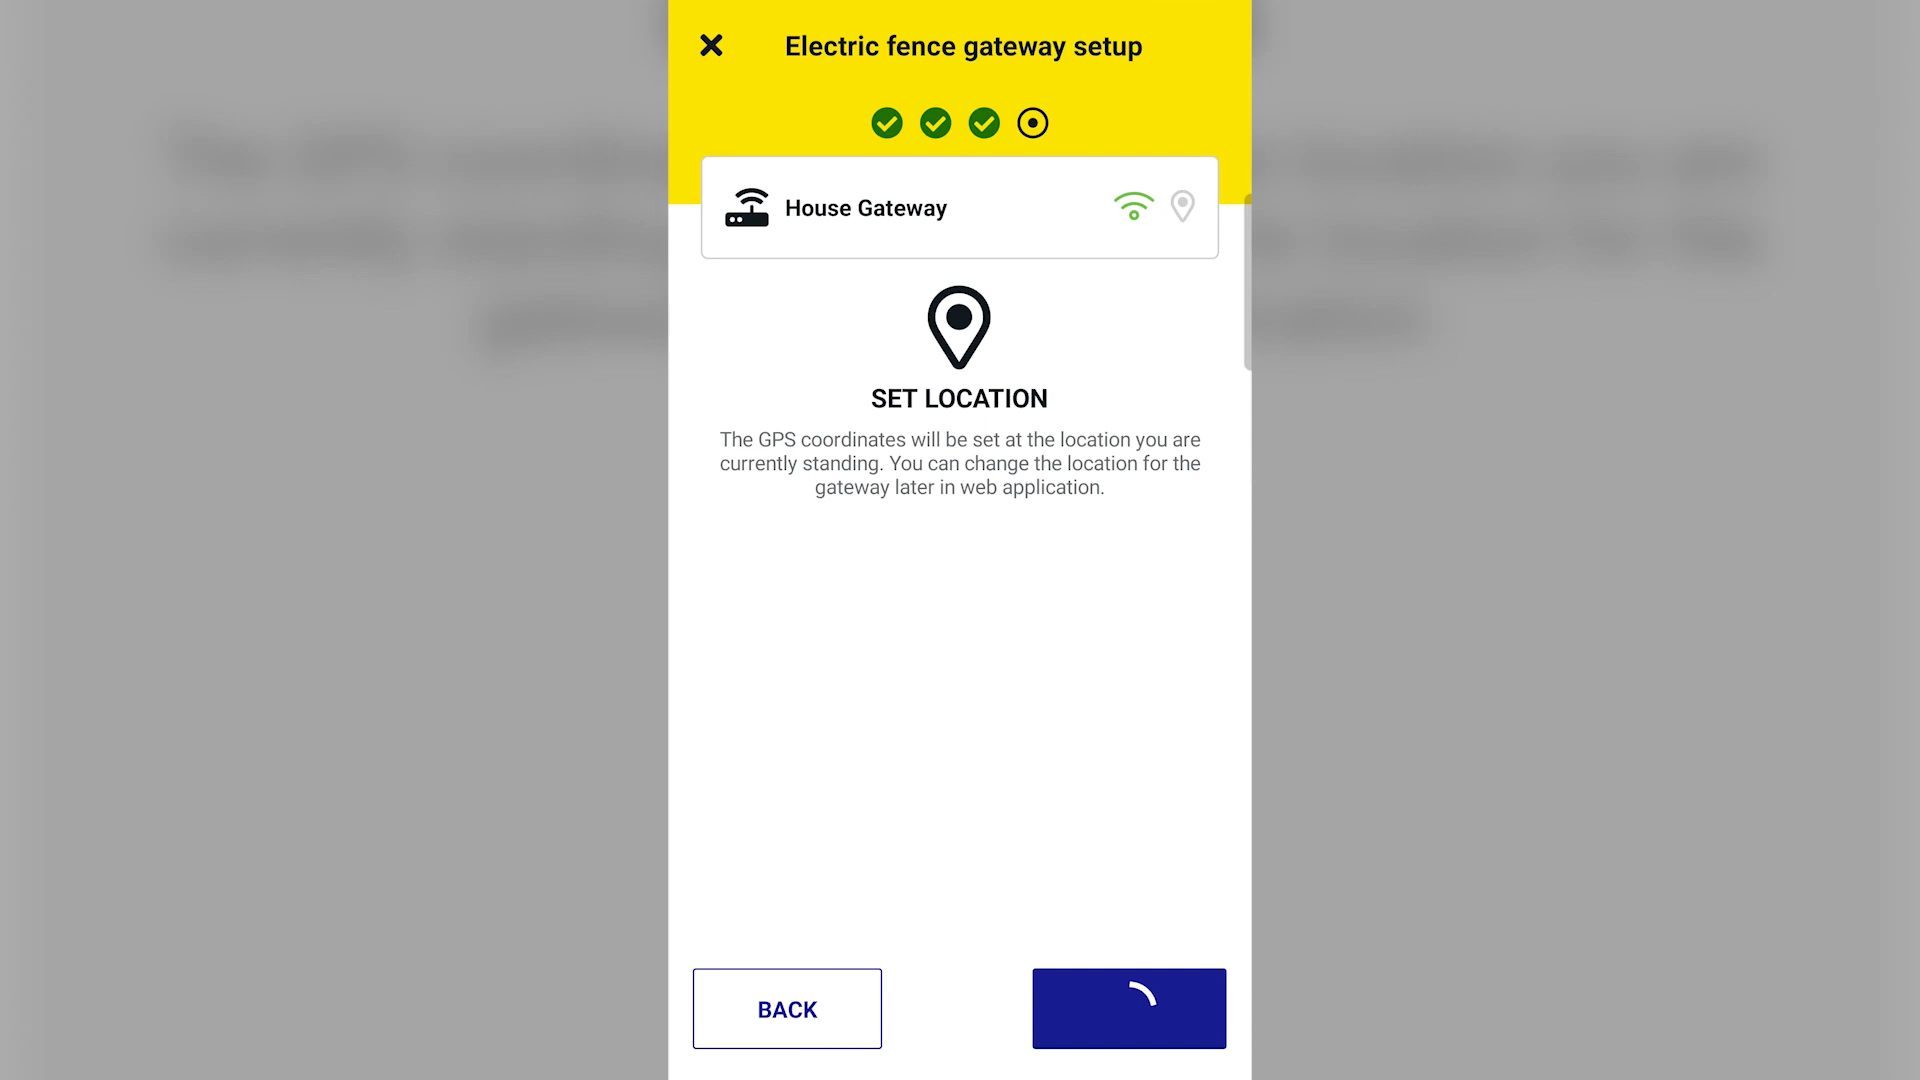 Electric fence gateway setup
House Gateway
SET LOCATION
The GPS coordinates will be set at the location you are
currently standing. You can change the location for the
gateway later in web application.
BACK